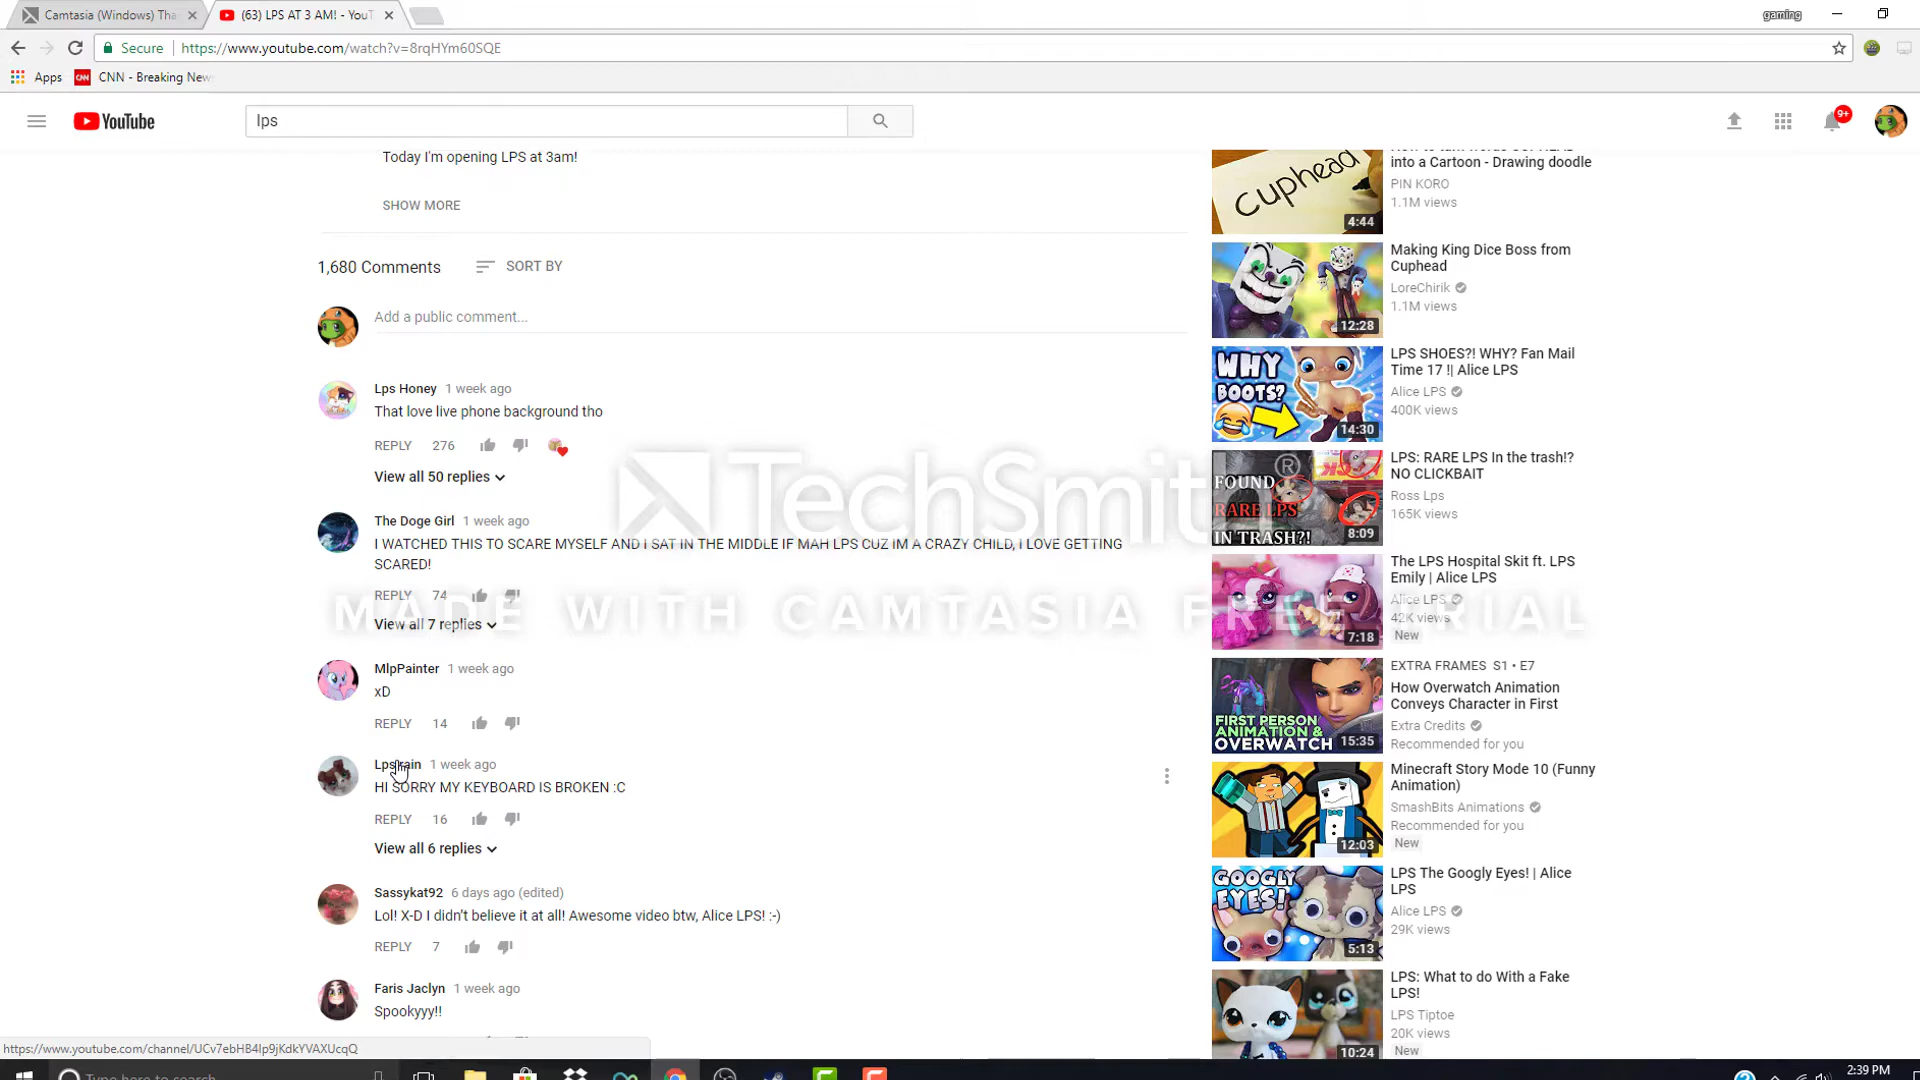 Camtasia (Windows) Tha
(63) LPS AT 3 AM! - YouT
gaming
Secure
https://www.youtube.com/watch?v=8rqHYm60SQE
Apps
CNN - Breaking New
YouTube
lps
9+
Today I'm opening LPS at 3am!
SHOW MORE
1,680 Comments
SORT BY
Add a public comment...
Lps Honey 1 week ago
That love live phone background tho
REPLY 276
View all 50 replies
The Doge Girl 1 week ago
I WATCHED THIS TO SCARE MYSELF AND I SAT IN THE MIDDLE IF MAH LPS CUZ IM A CRAZY CHILD, I LOVE GETTING
SCARED!
REPLY 74
View all 7 replies
MlpPainter 1 week ago
xD
REPLY 14
1 week ago
HI SORRY MY KEYBOARD IS BROKEN :C
REPLY 16
View all 6 replies
Sassykat92 6 days ago (edited)
Lol! X-D I didn't believe it at all! Awesome video btw, Alice LPS! :-)
REPLY 7
Faris Jaclyn 1 week ago
Spookyyy!!
TechSmith®
MADE WITH CAMTASIA FREE TRIAL
Cuphead
4:44
into a Cartoon - Drawing doodle
PIN KORO
1.1M views
12:28
Making King Dice Boss from
Cuphead
LoreChirik
1.1M views
WHY
BOOTS?
14:30
LPS SHOES?! WHY? Fan Mail
Time 17 !| Alice LPS
Alice LPS
400K views
FOUND
RARE LPS
IN TRASH?!
8:09
LPS: RARE LPS In the trash!?
NO CLICKBAIT
Ross Lps
165K views
7:18
The LPS Hospital Skit ft. LPS
Emily | Alice LPS
Alice LPS
42K views
New
FIRST PERSON
ANIMATION &
OVERWATCH
15:35
EXTRA FRAMES S1 • E7
How Overwatch Animation
Conveys Character in First
Extra Credits
Recommended for you
12:03
Minecraft Story Mode 10 (Funny
Animation)
SmashBits Animations
Recommended for you
New
GOOGLY
EYES!
5:13
LPS The Googly Eyes! | Alice
LPS
Alice LPS
29K views
10:24
LPS: What to do With a Fake
LPS!
LPS Tiptoe
20K views
New
https://www.youtube.com/channel/UCv7ebHB4Ip9jKdkYVAXUcqQ
Type here to search
2:39 PM